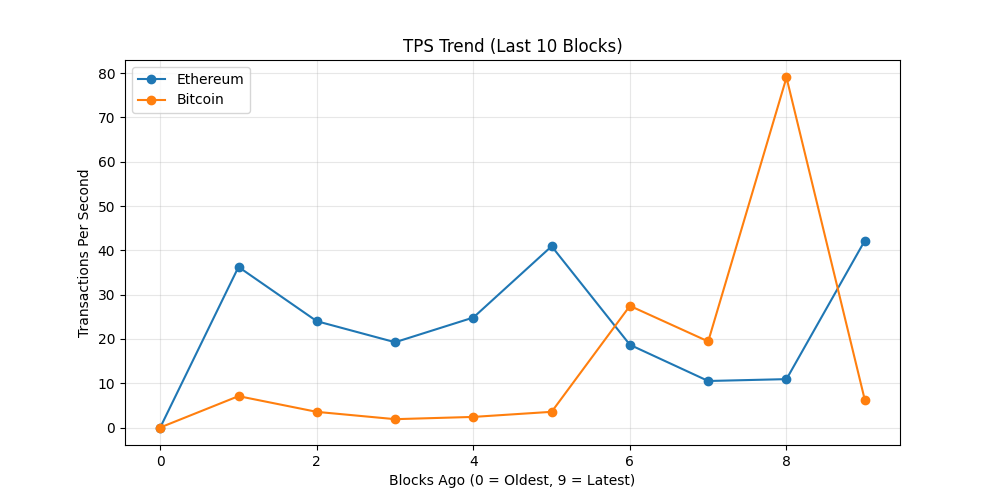 TPS Trend (Last 10 Blocks)
Ethereum
Bitcoin
Transactions Per Second
80
70
60
50
40
30
20
10
0
0 2 4 6 8
Blocks Ago (0 = Oldest, 9 = Latest)